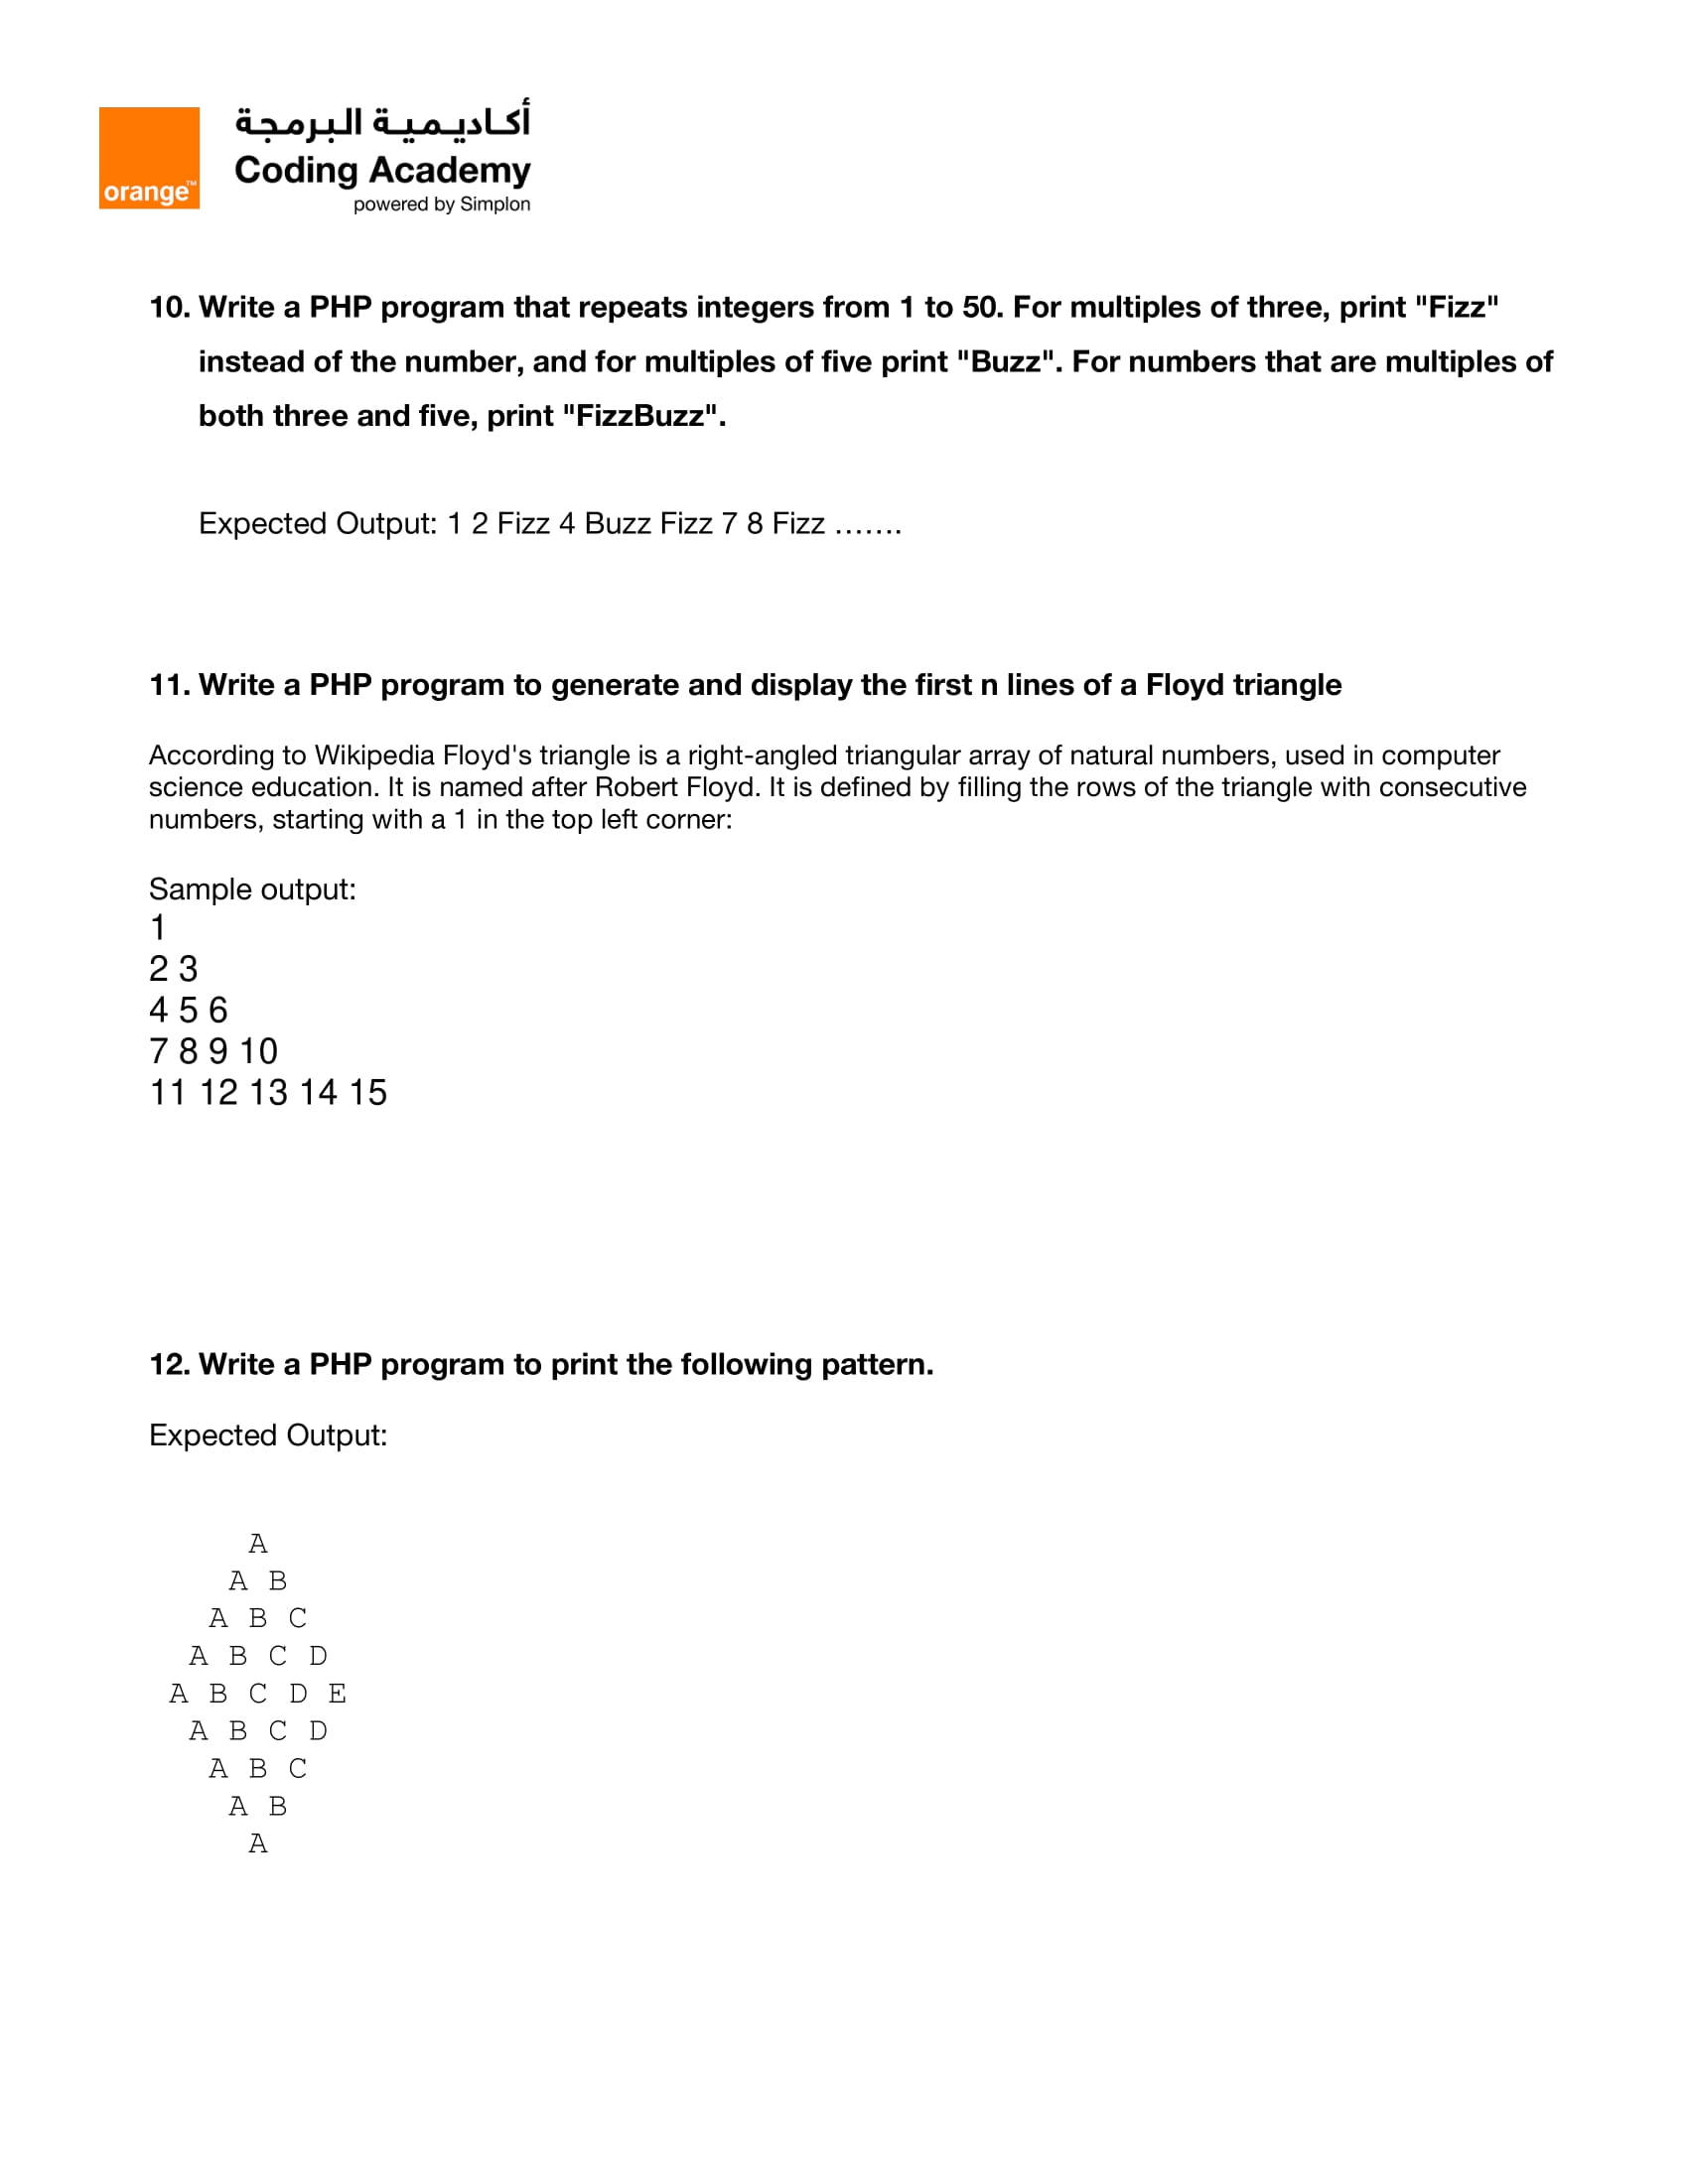 أكاديمية البرمجة
Coding Academy
powered by Simplon
orange™
10. Write a PHP program that repeats integers from 1 to 50. For multiples of three, print "Fizz"
instead of the number, and for multiples of five print "Buzz". For numbers that are multiples of
both three and five, print "FizzBuzz".
Expected Output: 1 2 Fizz 4 Buzz Fizz 7 8 Fizz …….
11. Write a PHP program to generate and display the first n lines of a Floyd triangle
According to Wikipedia Floyd's triangle is a right-angled triangular array of natural numbers, used in computer
science education. It is named after Robert Floyd. It is defined by filling the rows of the triangle with consecutive
numbers, starting with a 1 in the top left corner:
Sample output:
1
2 3
4 5 6
7 8 9 10
11 12 13 14 15
12. Write a PHP program to print the following pattern.
Expected Output:
A
A B
A B C
A B C D
A B C D E
A B C D
A B C
A B
A